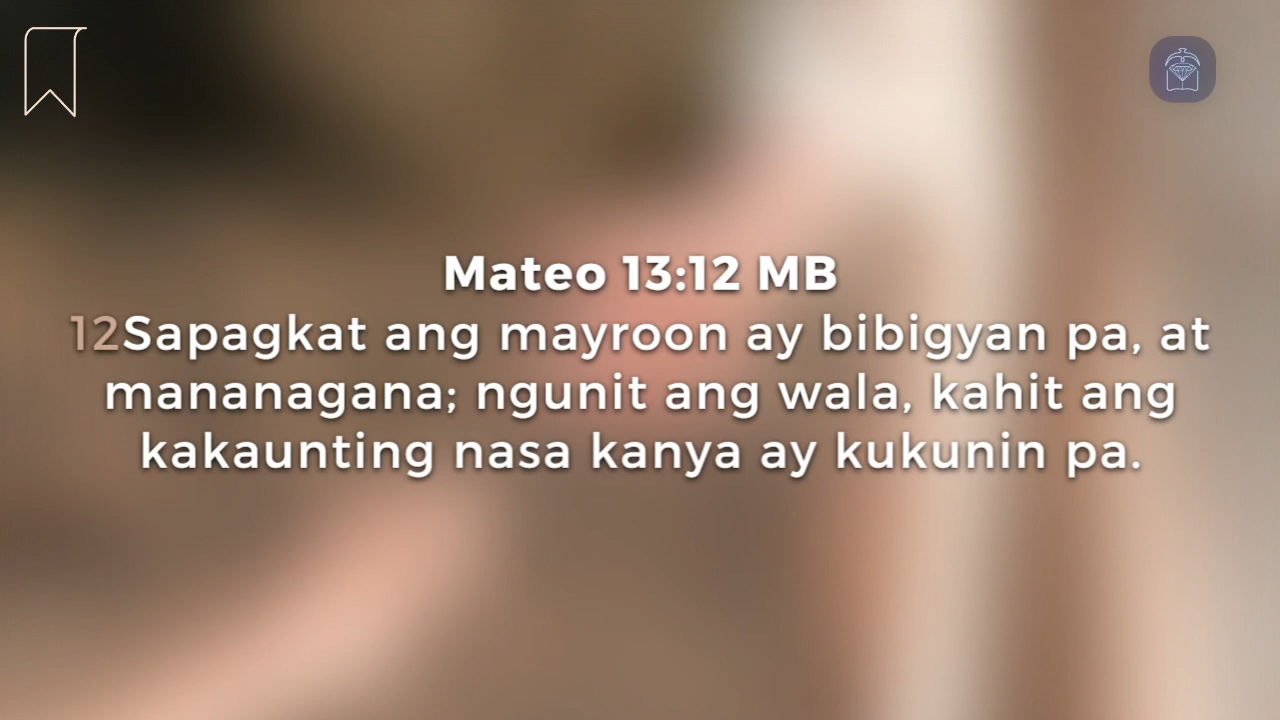 Mateo 13:12 MB
12Sapagkat ang mayroon ay bibigyan pa, at
mananagana; ngunit ang wala, kahit ang
kakaunting nasa kanya ay kukunin pa.